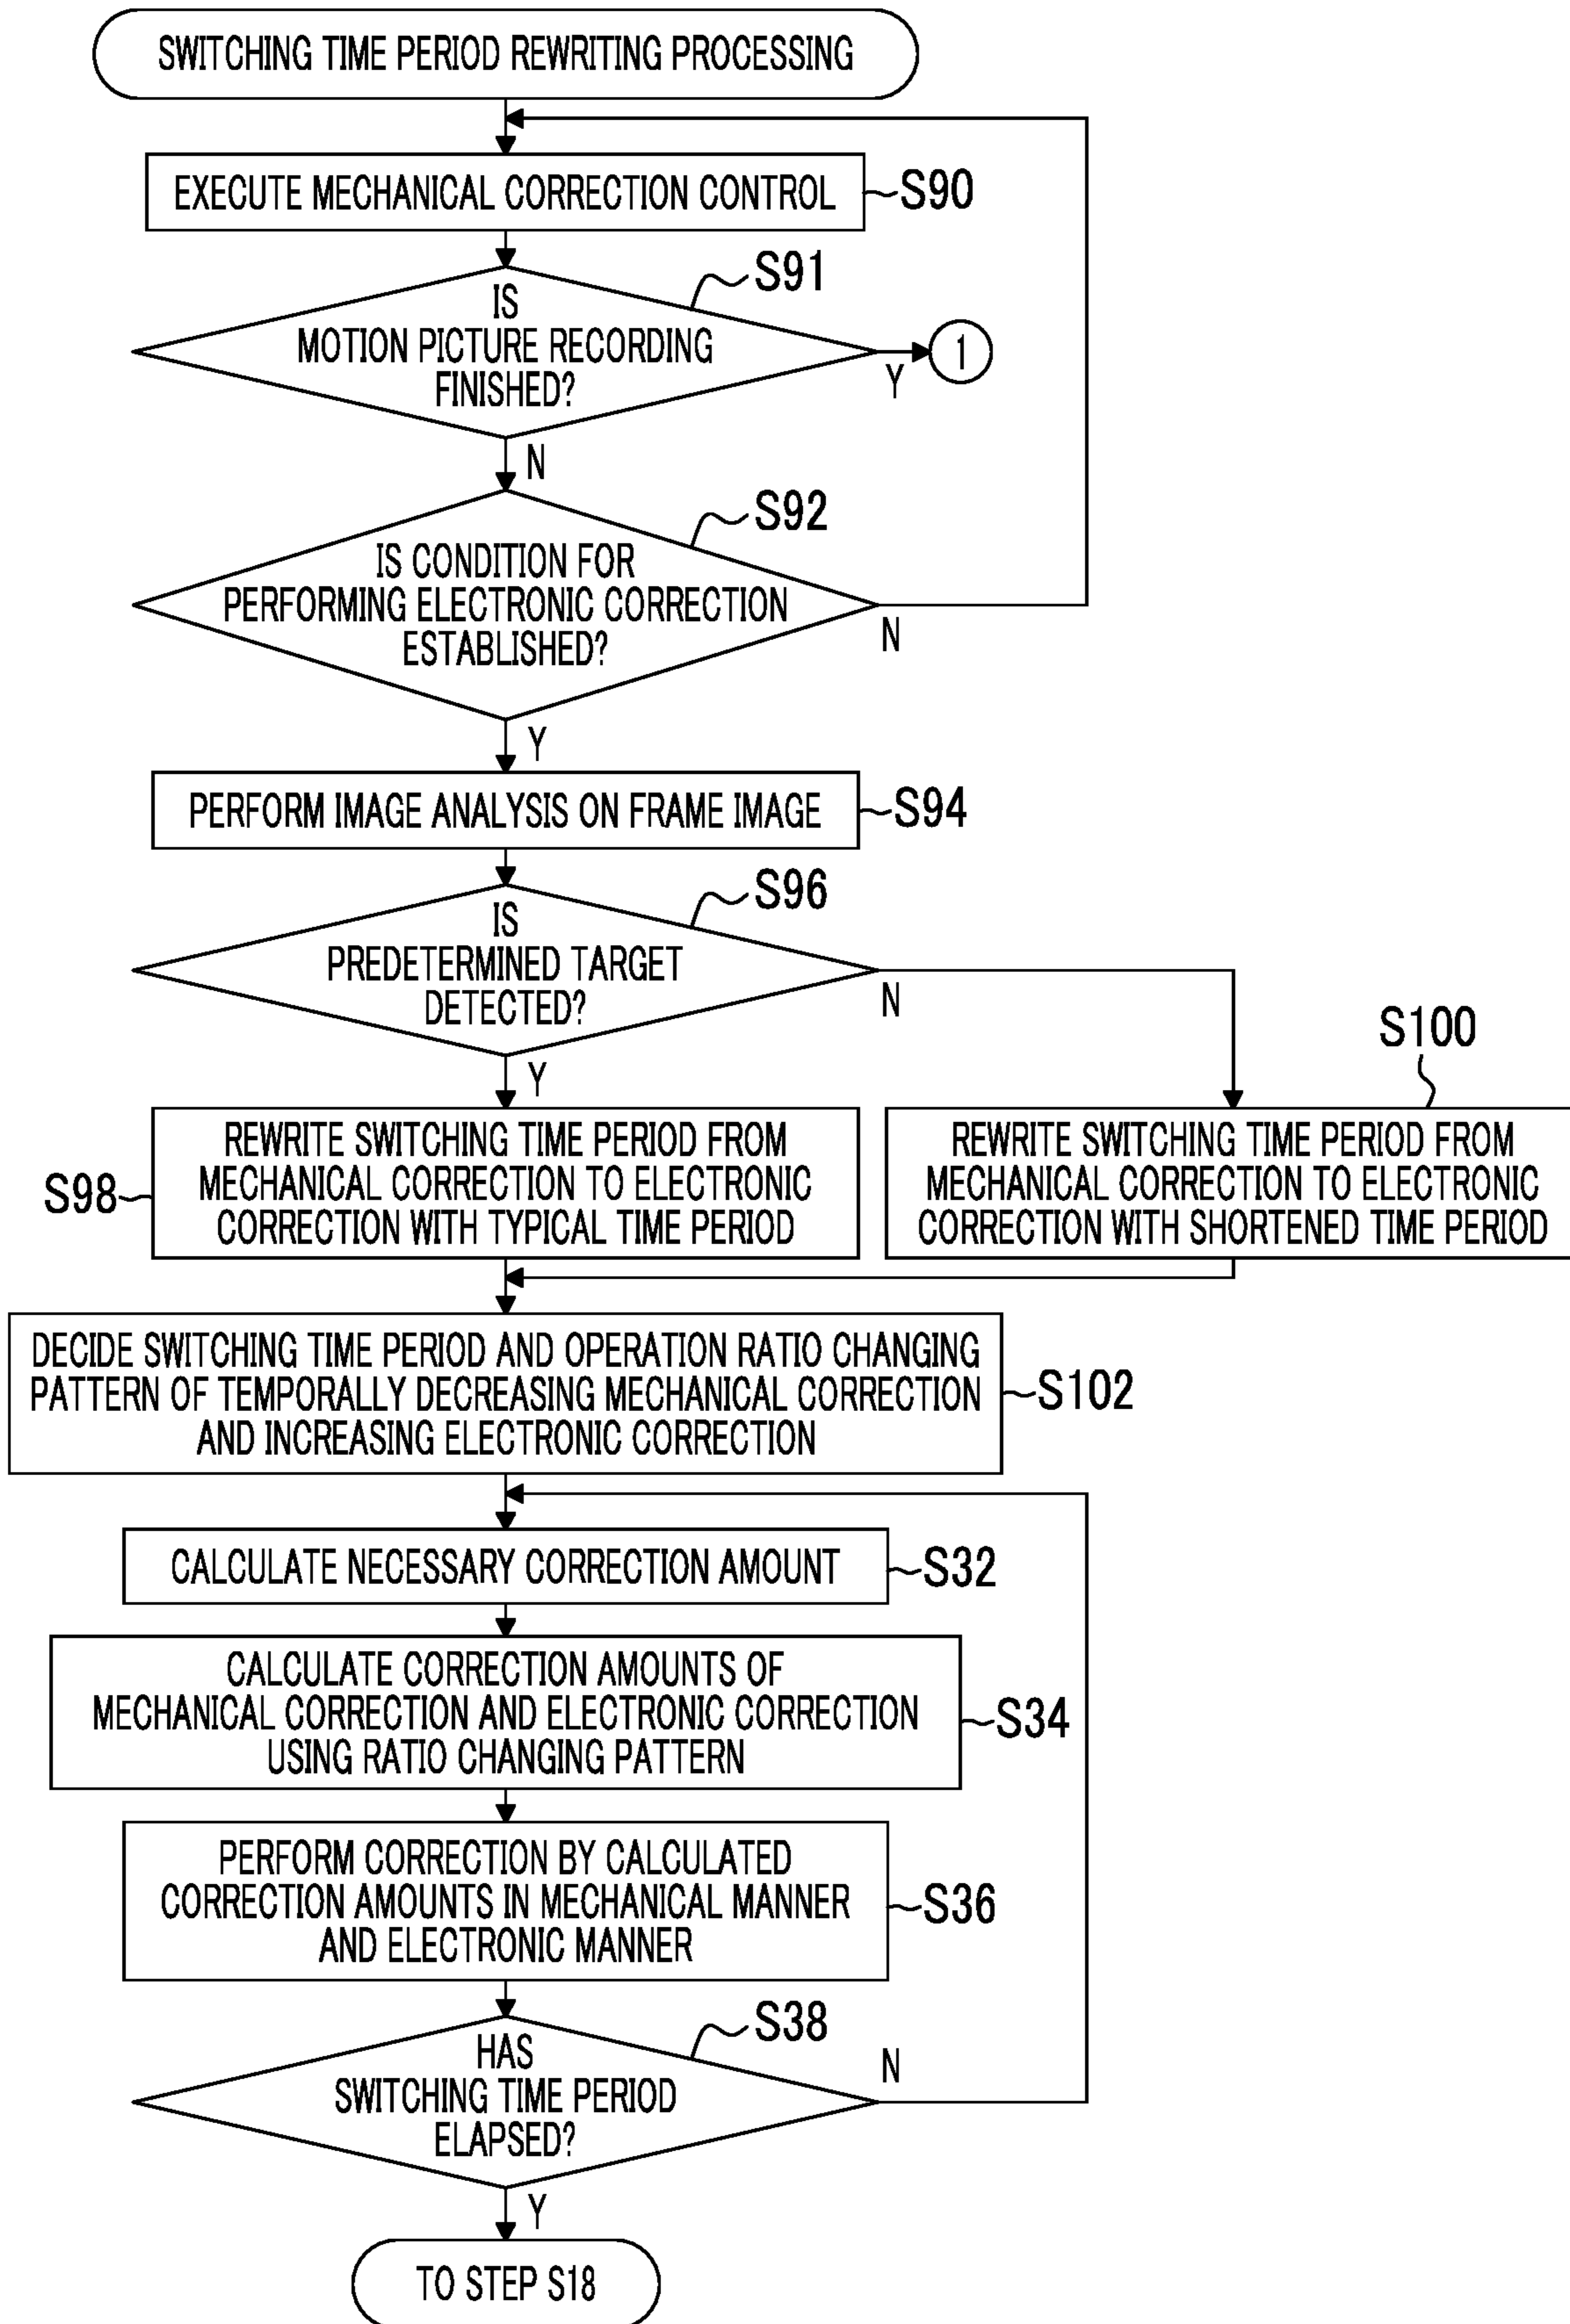 SWITCHING TIME PERIOD REWRITING PROCESSING
EXECUTE MECHANICAL CORRECTION CONTROL
S90
S91
IS
MOTION PICTURE RECORDING
FINISHED?
1
Y
N
S92
IS CONDITION FOR
PERFORMING ELECTRONIC CORRECTION
ESTABLISHED?
N
Y
PERFORM IMAGE ANALYSIS ON FRAME IMAGE
S94
S96
IS
PREDETERMINED TARGET
DETECTED?
N
Y
S100
S98
REWRITE SWITCHING TIME PERIOD FROM
MECHANICAL CORRECTION TO ELECTRONIC
CORRECTION WITH TYPICAL TIME PERIOD
REWRITE SWITCHING TIME PERIOD FROM
MECHANICAL CORRECTION TO ELECTRONIC
CORRECTION WITH SHORTENED TIME PERIOD
DECIDE SWITCHING TIME PERIOD AND OPERATION RATIO CHANGING
PATTERN OF TEMPORALLY DECREASING MECHANICAL CORRECTION
AND INCREASING ELECTRONIC CORRECTION
S102
CALCULATE NECESSARY CORRECTION AMOUNT
S32
CALCULATE CORRECTION AMOUNTS OF
MECHANICAL CORRECTION AND ELECTRONIC CORRECTION
USING RATIO CHANGING PATTERN
S34
PERFORM CORRECTION BY CALCULATED
CORRECTION AMOUNTS IN MECHANICAL MANNER
AND ELECTRONIC MANNER
S36
S38
HAS
SWITCHING TIME PERIOD
ELAPSED?
N
Y
TO STEP S18